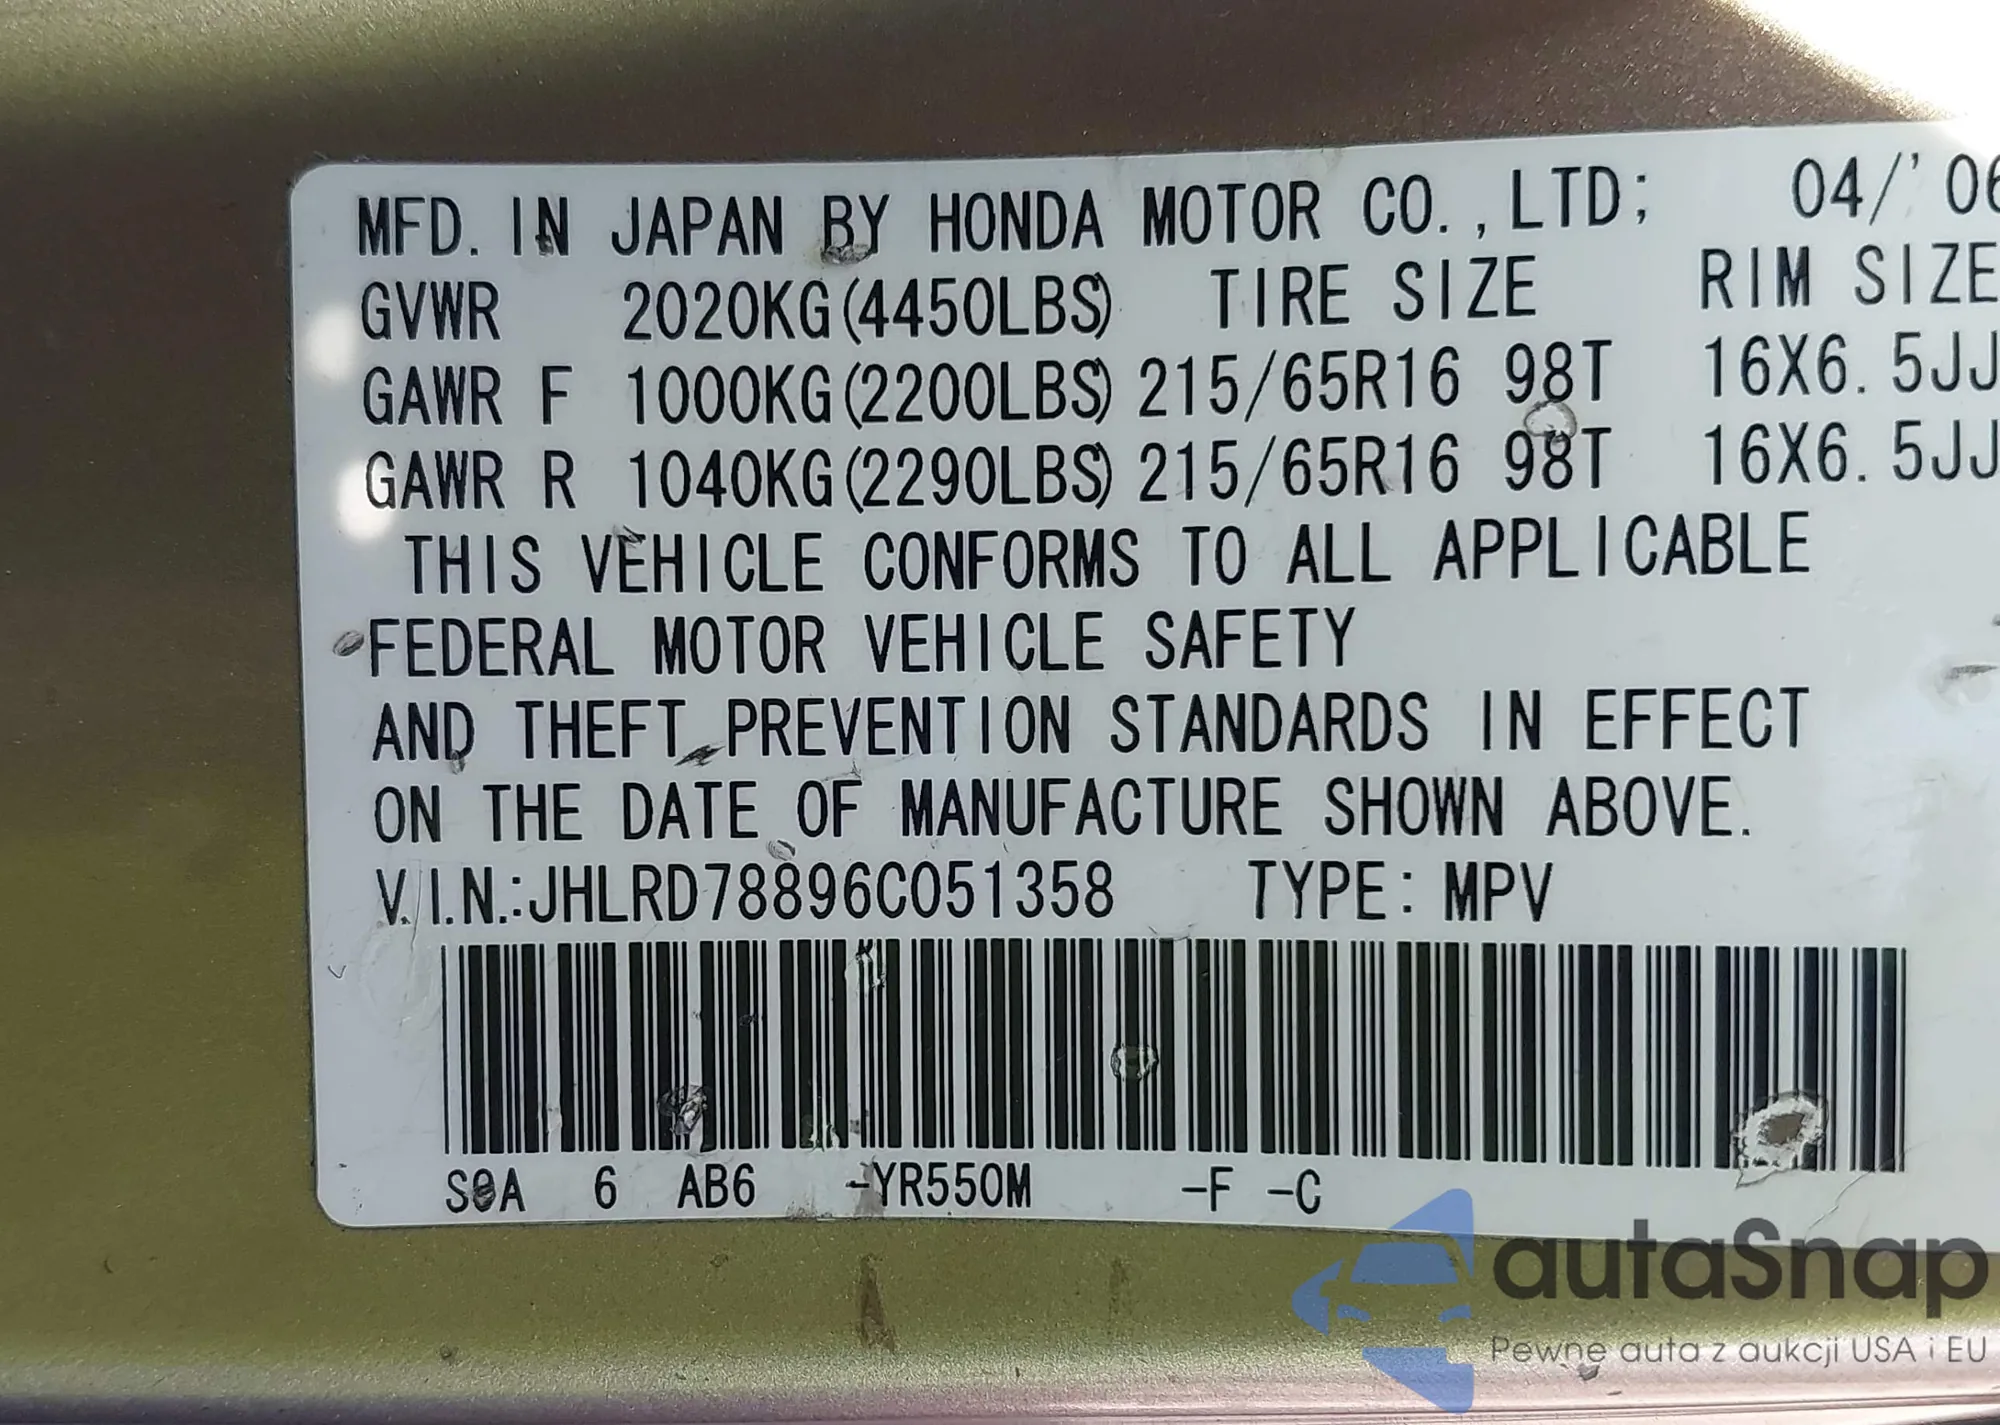 MFD. IN JAPAN BY HONDA MOTOR CO.,LTD; 04/'06
GVWR 2020KG(4450LBS) TIRE SIZE RIM SIZE
GAWR F 1000KG(2200LBS) 215/65R16 98T 16X6.5JJ
GAWR R 1040KG(2290LBS) 215/65R16 98T 16X6.5JJ
THIS VEHICLE CONFORMS TO ALL APPLICABLE
FEDERAL MOTOR VEHICLE SAFETY
AND THEFT PREVENTION STANDARDS IN EFFECT
ON THE DATE OF MANUFACTURE SHOWN ABOVE.
V.I.N.:JHLRD78896C051358 TYPE: MPV
S9A 6 AB6 -YR550M -F -C
autaSnap
Pewne auta z aukcji USA i EU